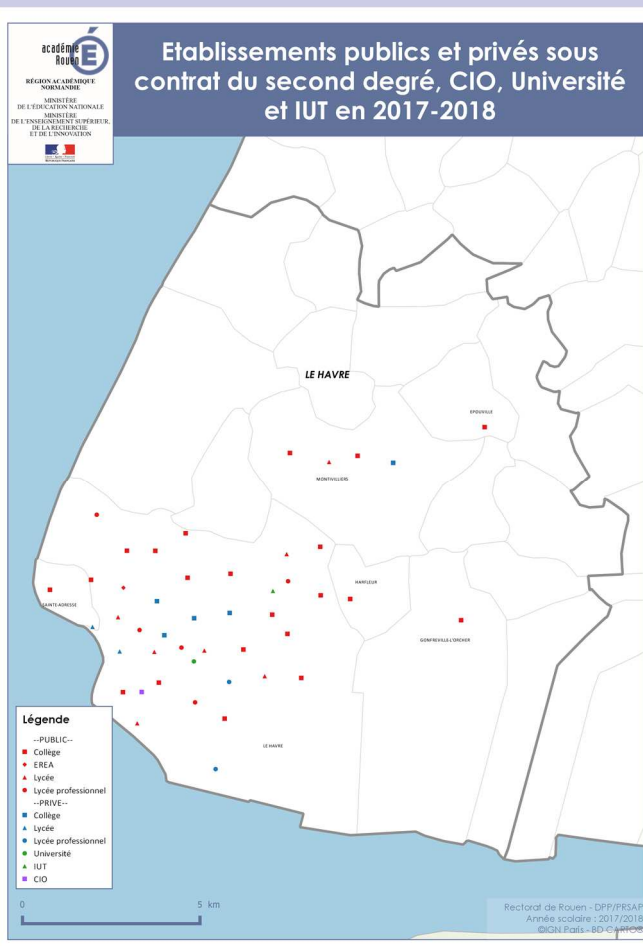 académie
Rouen
RÉGION ACADÉMIQUE
NORMANDIE
MINISTÈRE
DE L'ÉDUCATION NATIONALE
MINISTÈRE
DE L'ENSEIGNEMENT SUPÉRIEUR,
DE LA RECHERCHE
ET DE L'INNOVATION
Etablissements publics et privés sous
contrat du second degré, CIO, Université
et IUT en 2017-2018
LE HAVRE
EPOUVILLE
MONTIVILLIERS
HARFLEUR
SAINTE-ADRESSE
GONFREVILLE-L'ORCHER
LE HAVRE
Légende
--PUBLIC--
Collège
EREA
Lycée
Lycée professionnel
--PRIVE--
Collège
Lycée
Lycée professionnel
Université
IUT
CIO
0 5 km
Rectorat de Rouen - DPP/PRSAP
Année scolaire : 2017/2018
©IGN Paris - BD CARTO